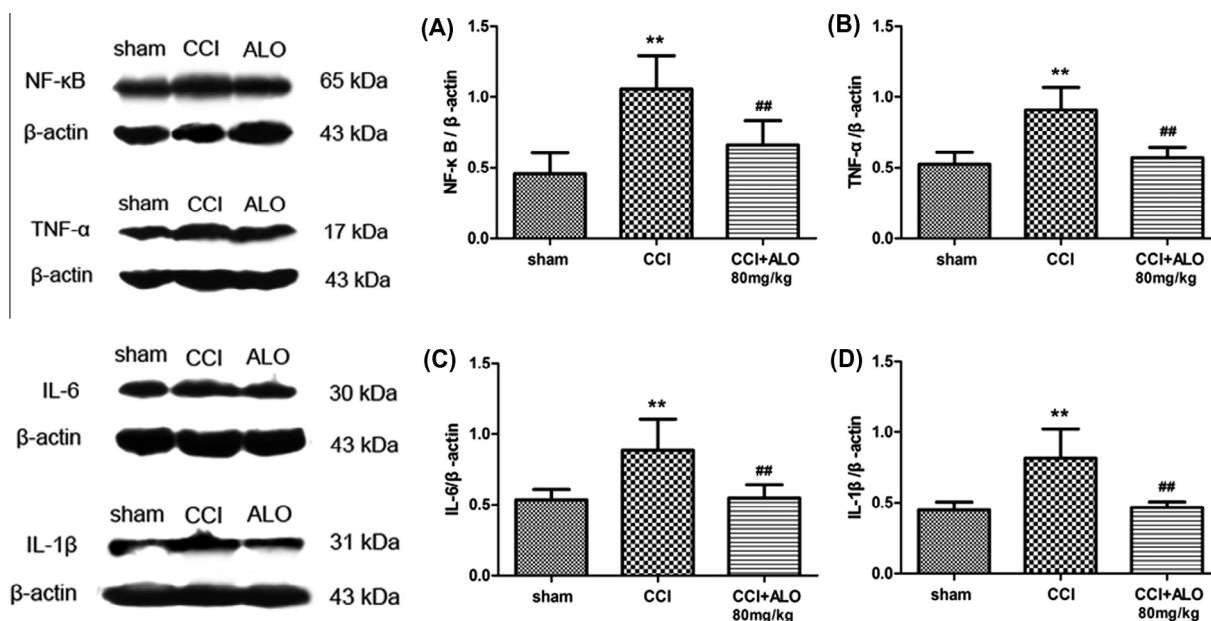 sham CCI ALO
NF-κB 65 kDa
β-actin 43 kDa
sham CCI ALO
TNF-α 17 kDa
β-actin 43 kDa
(A)
1.5
1.0
0.5
0.0
NF-κ B / β -actin
**
##
sham CCI CCI+ALO
80mg/kg
(B)
1.5
1.0
0.5
0.0
TNF-α /β -actin
**
##
sham CCI CCI+ALO
80mg/kg
sham CCI ALO
IL-6 30 kDa
β-actin 43 kDa
sham CCI ALO
IL-1β 31 kDa
β-actin 43 kDa
(C)
1.5
1.0
0.5
0.0
IL-6/β -actin
**
##
sham CCI CCI+ALO
80mg/kg
(D)
1.5
1.0
0.5
0.0
IL-1β /β -actin
**
##
sham CCI CCI+ALO
80mg/kg